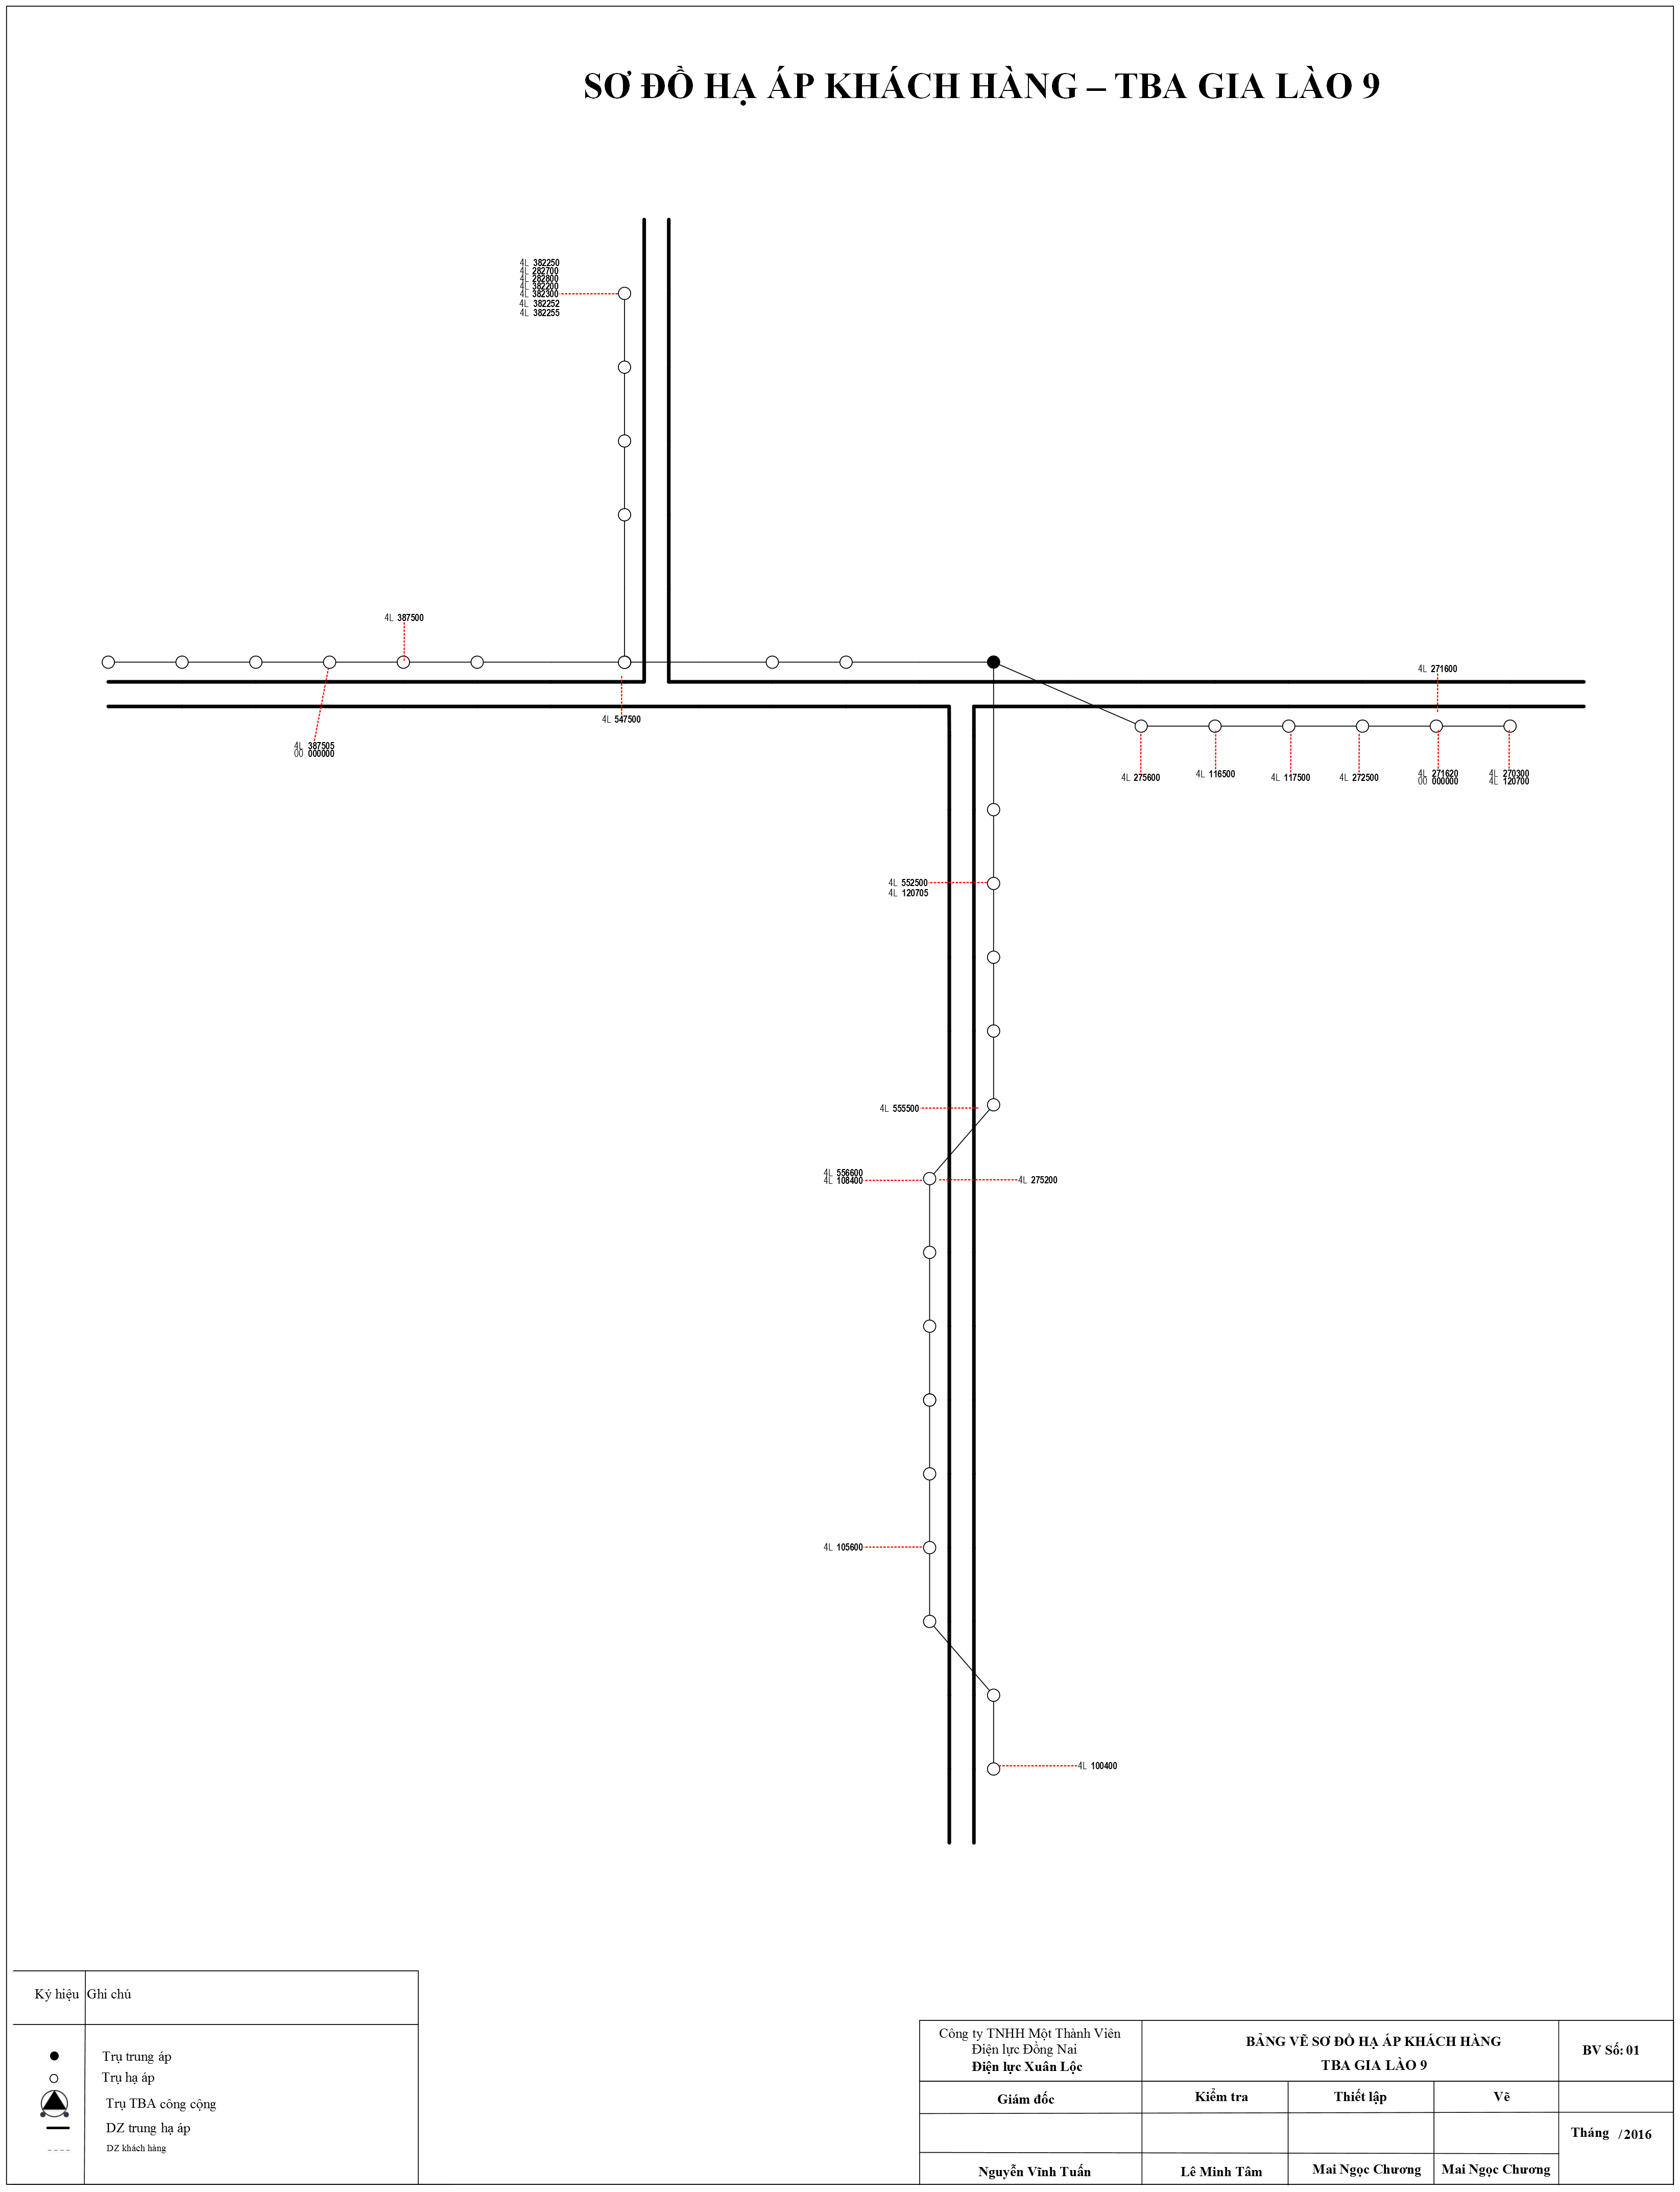 SƠ ĐỒ HẠ ÁP KHÁCH HÀNG – TBA GIA LÀO 9
4L 382250
4L 282700
4L 282800
4L 382200
4L 382300
4L 382252
4L 382255
4L 387500
4L 271600
4L 547500
4L 387505
00 000000
4L 275600
4L 116500
4L 117500
4L 272500
4L 271620
00 000000
4L 270300
4L 120700
4L 552500
4L 120705
4L 555500
4L 556600
4L 108400
4L 275200
4L 105600
4L 100400
Ký hiệu
Ghi chú
Trụ trung áp
Trụ hạ áp
Trụ TBA công cộng
DZ trung hạ áp
DZ khách hàng
Công ty TNHH Một Thành Viên
Điện lực Đồng Nai
Điện lực Xuân Lộc
BẢNG VẼ SƠ ĐỒ HẠ ÁP KHÁCH HÀNG
TBA GIA LÀO 9
BV Số: 01
Giám đốc
Kiểm tra
Thiết lập
Vẽ
Tháng /2016
Nguyễn Vĩnh Tuấn
Lê Minh Tâm
Mai Ngọc Chương
Mai Ngọc Chương